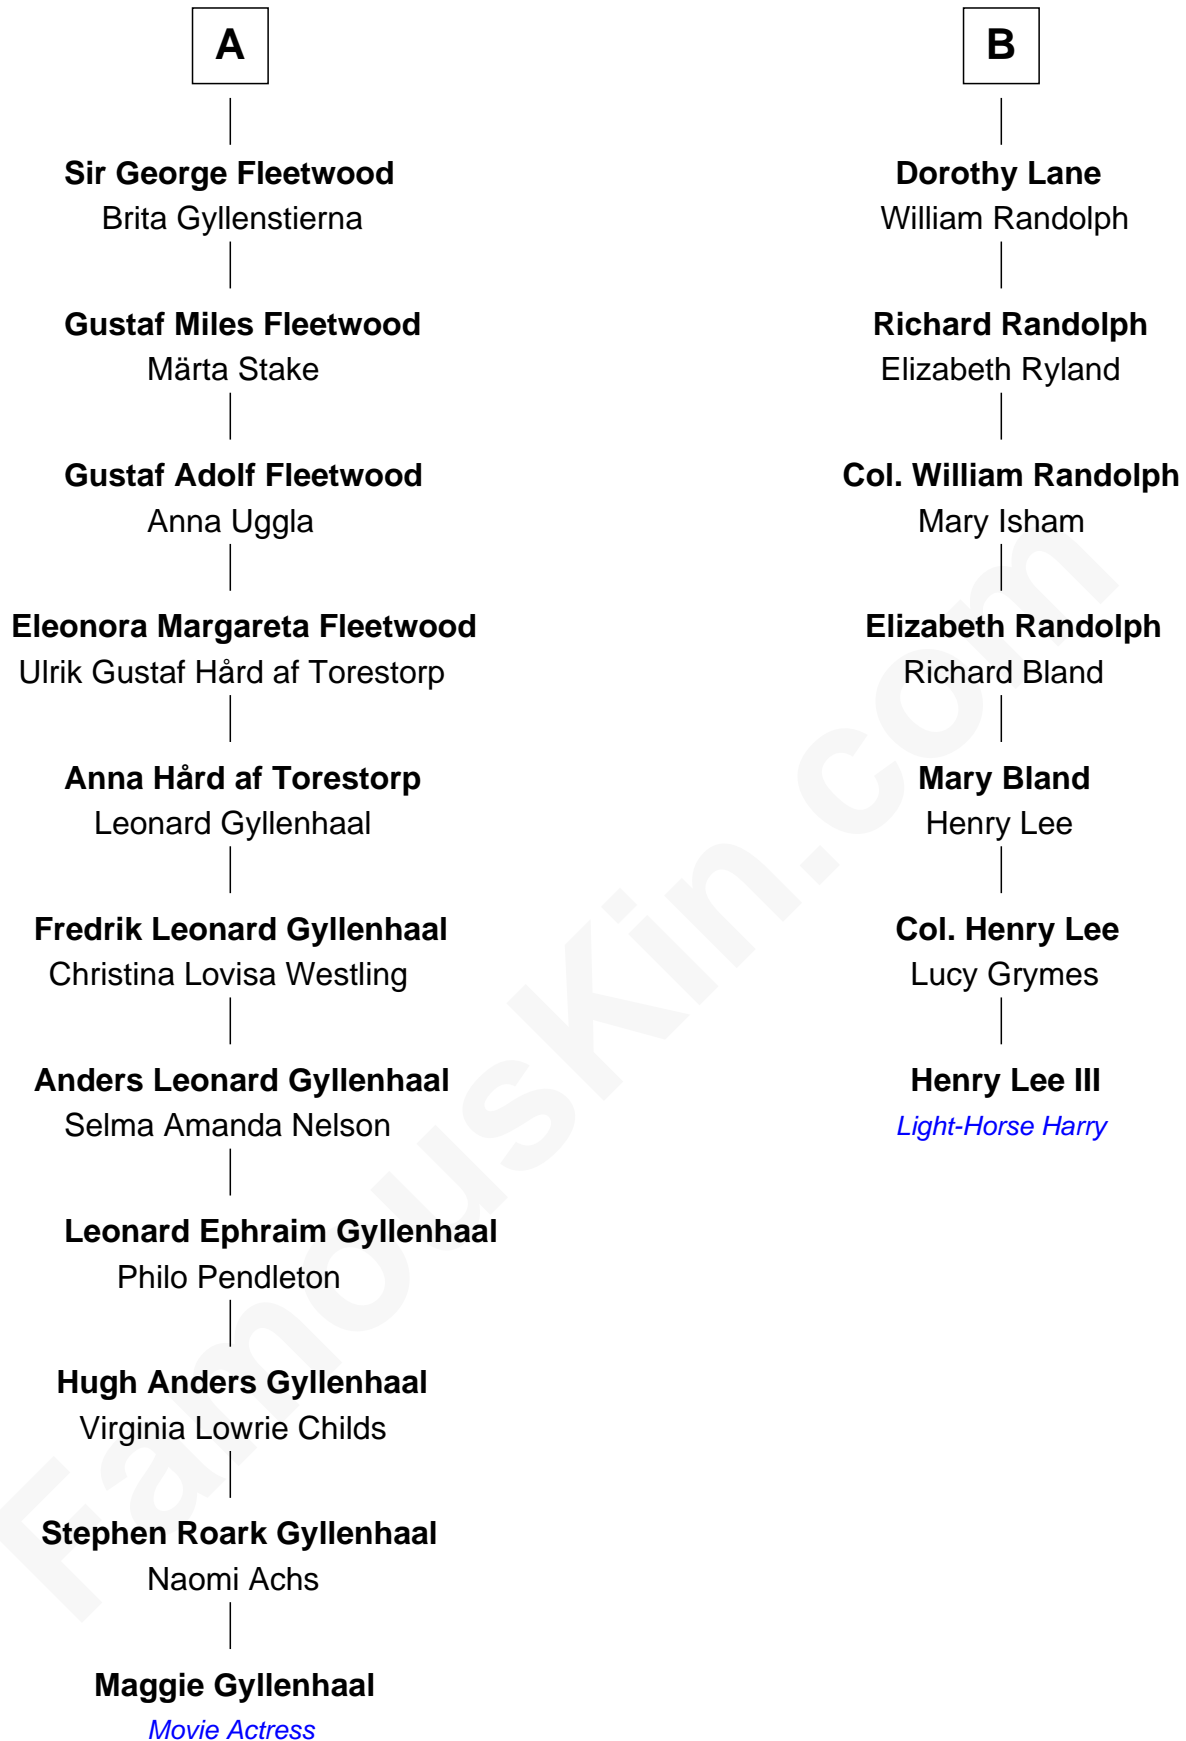 A
Sir George Fleetwood
Brita Gyllenstierna
Gustaf Miles Fleetwood
Märta Stake
Gustaf Adolf Fleetwood
Anna Uggla
Eleonora Margareta Fleetwood
Ulrik Gustaf Hård af Torestorp
Anna Hård af Torestorp
Leonard Gyllenhaal
Fredrik Leonard Gyllenhaal
Christina Lovisa Westling
Anders Leonard Gyllenhaal
Selma Amanda Nelson
Leonard Ephraim Gyllenhaal
Philo Pendleton
Hugh Anders Gyllenhaal
Virginia Lowrie Childs
Stephen Roark Gyllenhaal
Naomi Achs
Maggie Gyllenhaal
Movie Actress
B
Dorothy Lane
William Randolph
Richard Randolph
Elizabeth Ryland
Col. William Randolph
Mary Isham
Elizabeth Randolph
Richard Bland
Mary Bland
Henry Lee
Col. Henry Lee
Lucy Grymes
Henry Lee III
Light-Horse Harry
FamousKin.com